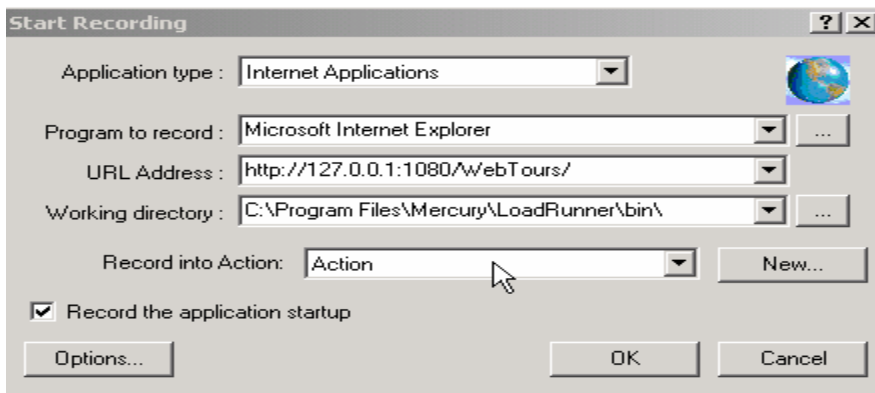 Start Recording ? X
Application type : Internet Applications
Program to record : Microsoft Internet Explorer ...
URL Address : http://127.0.0.1:1080/WebTours/
Working directory : C:\Program Files\Mercury\LoadRunner\bin\ ...
Record into Action: Action New...
Record the application startup
Options... OK Cancel